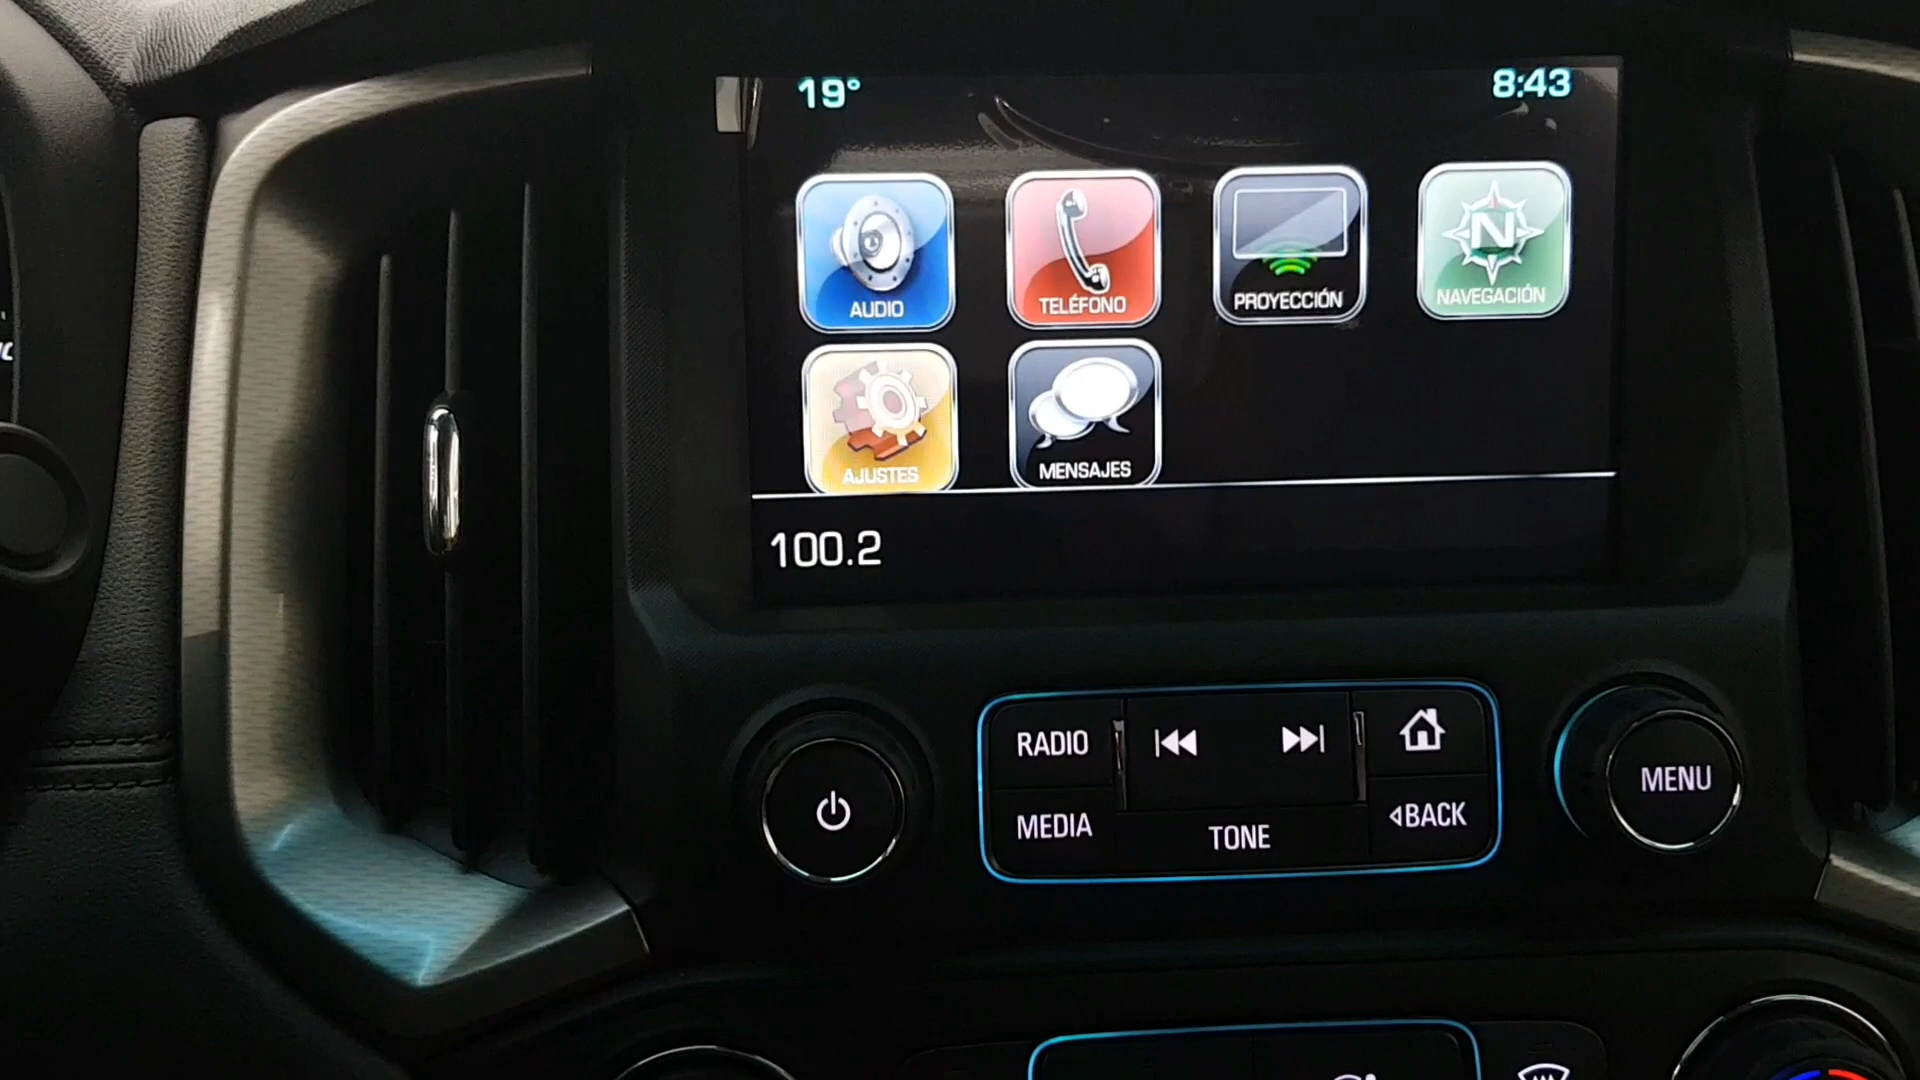 19°
8:43
AUDIO
TELÉFONO
PROYECCIÓN
NAVEGACIÓN
AJUSTES
MENSAJES
100.2
RADIO
MEDIA
TONE
BACK
MENU